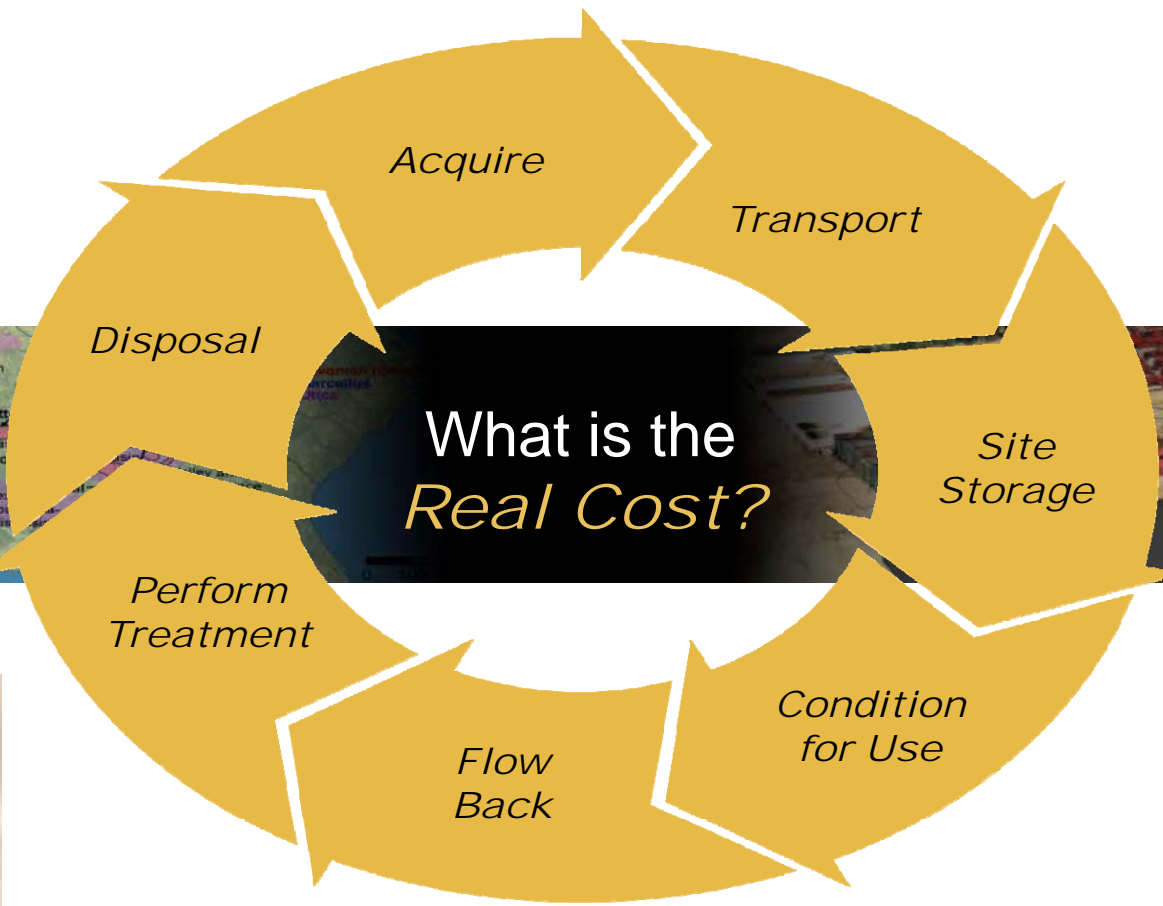 Acquire
Transport
Disposal
What is the
Real Cost?
Site
Storage
Perform
Treatment
Condition
for Use
Flow
Back